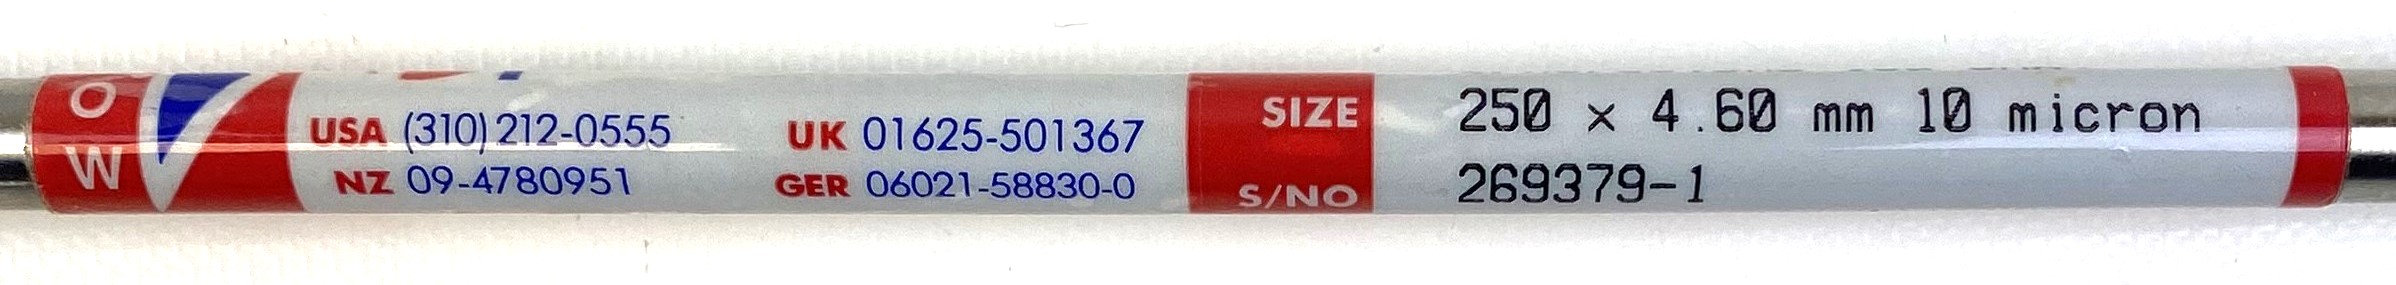 O
W
USA (310) 212-0555 UK 01625-501367
NZ 09-4780951 GER 06021-58830-0
SIZE 250 x 4.60 mm 10 micron
S/NO 269379-1